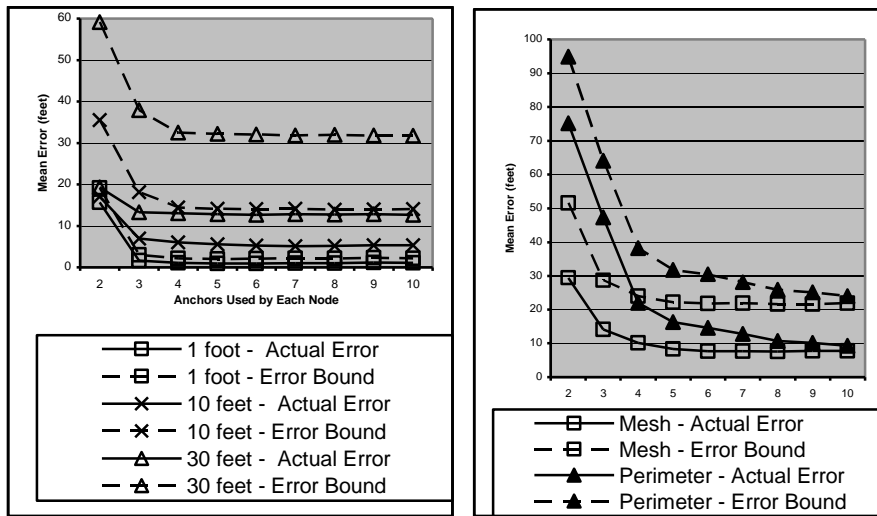 60
50
40
30
20
10
0
Mean Error (feet)
2 3 4 5 6 7 8 9 10
Anchors Used by Each Node
1 foot - Actual Error
1 foot - Error Bound
10 feet - Actual Error
10 feet - Error Bound
30 feet - Actual Error
30 feet - Error Bound
100
90
80
70
60
50
40
30
20
10
0
Mean Error (feet)
2 3 4 5 6 7 8 9 10
Mesh - Actual Error
Mesh - Error Bound
Perimeter - Actual Error
Perimeter - Error Bound